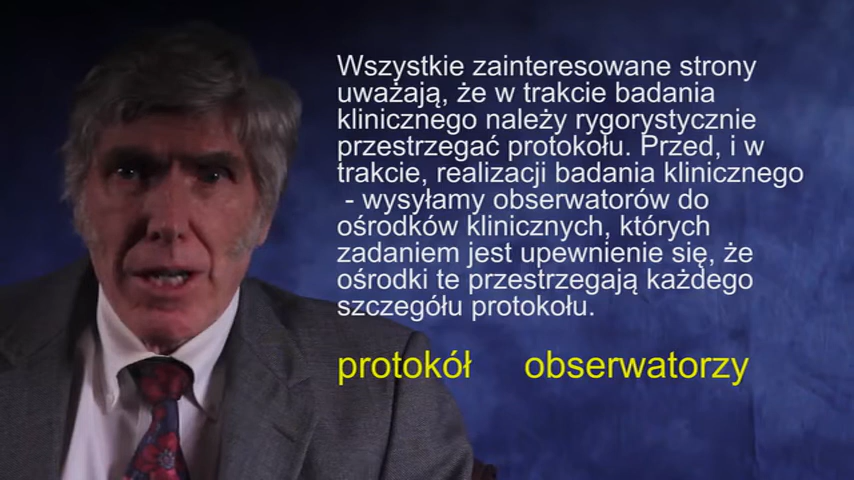 Wszystkie zainteresowane strony
uważają, że w trakcie badania
klinicznego należy rygorystycznie
przestrzegać protokołu. Przed, i w
trakcie, realizacji badania klinicznego
- wysyłamy obserwatorów do
ośrodków klinicznych, których
zadaniem jest upewnienie się, że
ośrodki te przestrzegają każdego
szczegółu protokołu.
protokół obserwatorzy